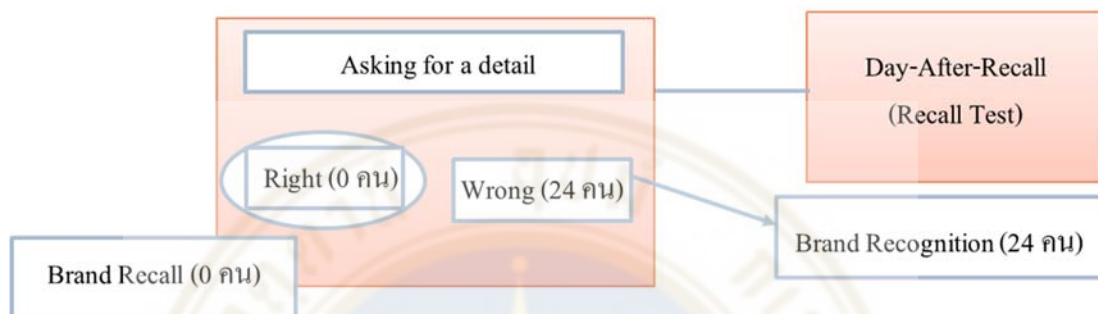 Asking for a detail
Day-After-Recall
(Recall Test)
Right (0 คน)
Wrong (24 คน)
Brand Recall (0 คน)
Brand Recognition (24 คน)